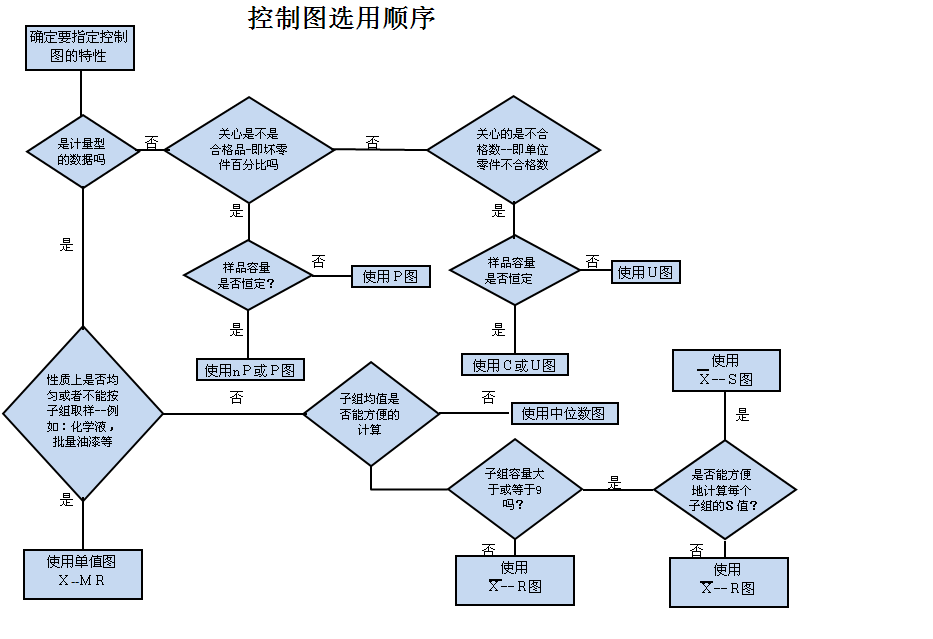 控制图选用顺序
确定要指定控制
图的特性
是计量型
的数据吗
否
关心是不是
合格品-即坏零
件百分比吗
否
关心的是不合
格数--即单位
零件不合格数
是
是
是
样品容量
是否恒定?
否
使用P图
样品容量
是否恒定
否
使用U图
是
是
使用nP或P图
使用C或U图
使用
X--S图
性质上是否均
匀或者不能按
子组取样--例
如：化学液，
批量油漆等
否
子组均值是
否能方便的
计算
否
使用中位数图
是
子组容量大
于或等于9
吗?
是
是否能方便
地计算每个
子组的S值?
是
使用单值图
X--MR
否
使用
X--R图
否
使用
X--R图